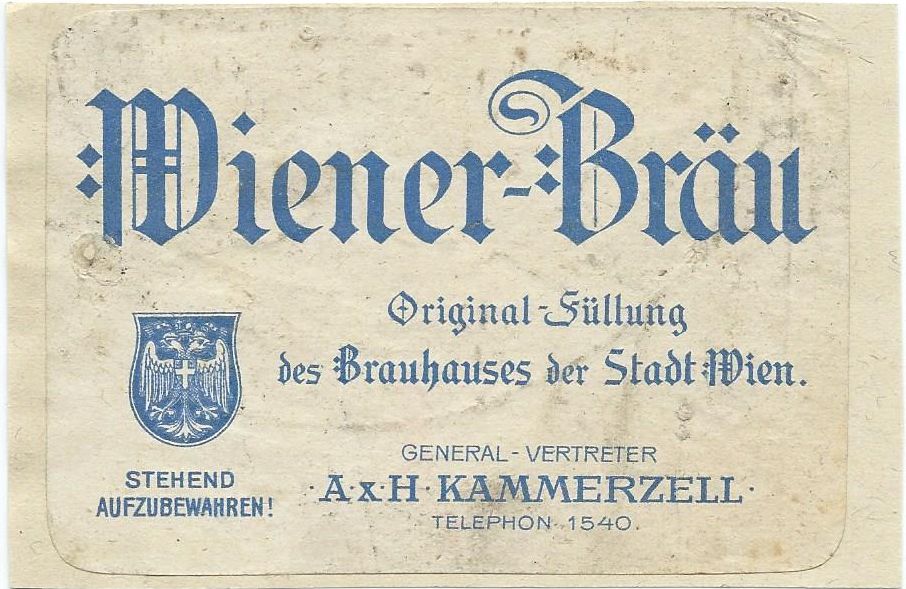 Wiener-Bräu
Original-Füllung
des Brauhauses der Stadt Wien.
STEHEND
AUFZUBEWAHREN!
GENERAL-VERTRETER
·A·x·H·KAMMERZELL·
TELEPHON 1540.